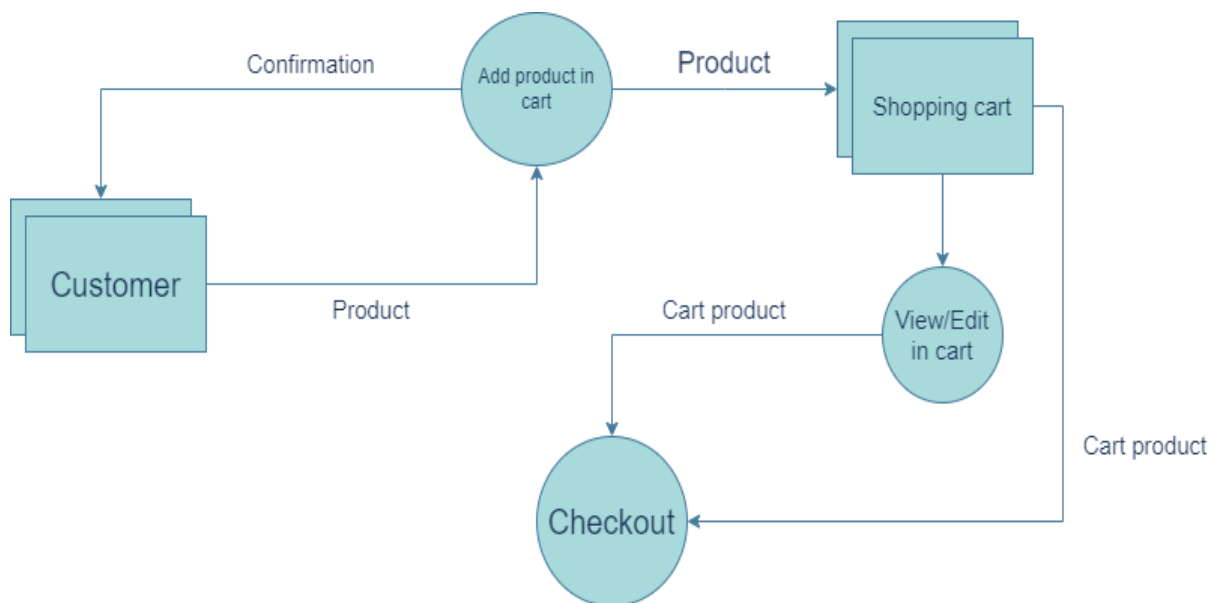 Confirmation
Add product in
cart
Product
Shopping cart
Customer
Product
Cart product
View/Edit
in cart
Cart product
Checkout